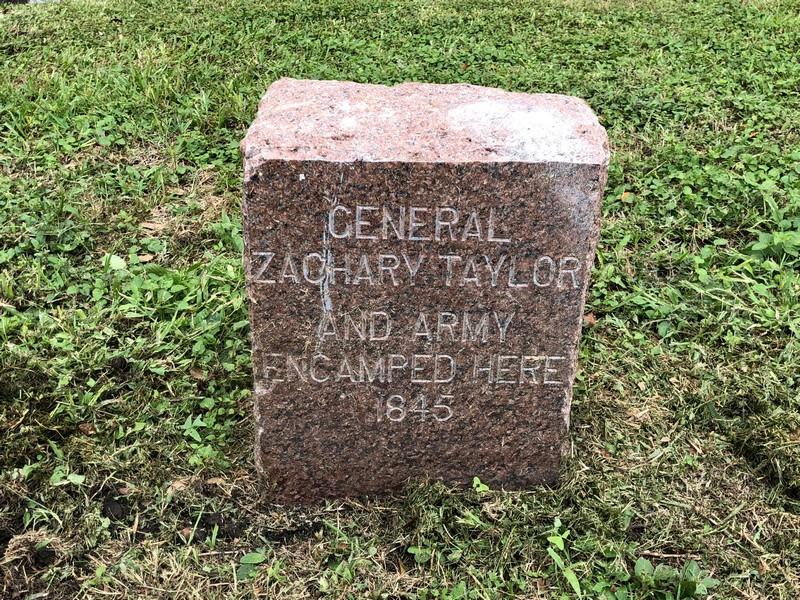 GENERAL
ZACHARY TAYLOR
AND ARMY
ENCAMPED HERE
1845